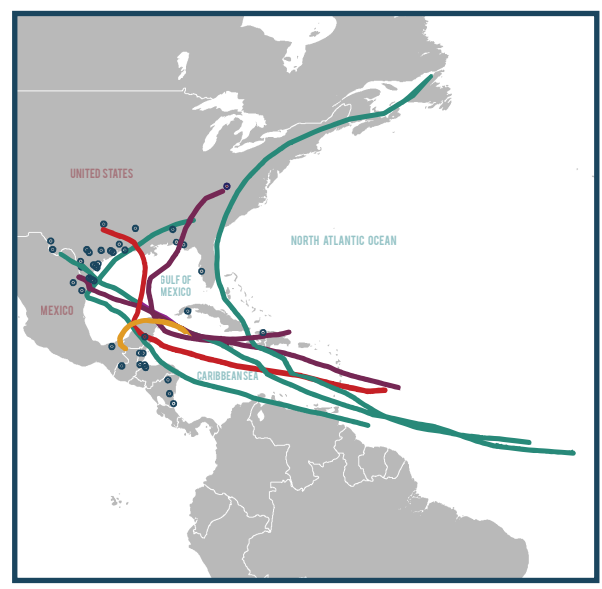 UNITED STATES
NORTH ATLANTIC OCEAN
GULF OF
MEXICO
MEXICO
CARIBBEAN SEA